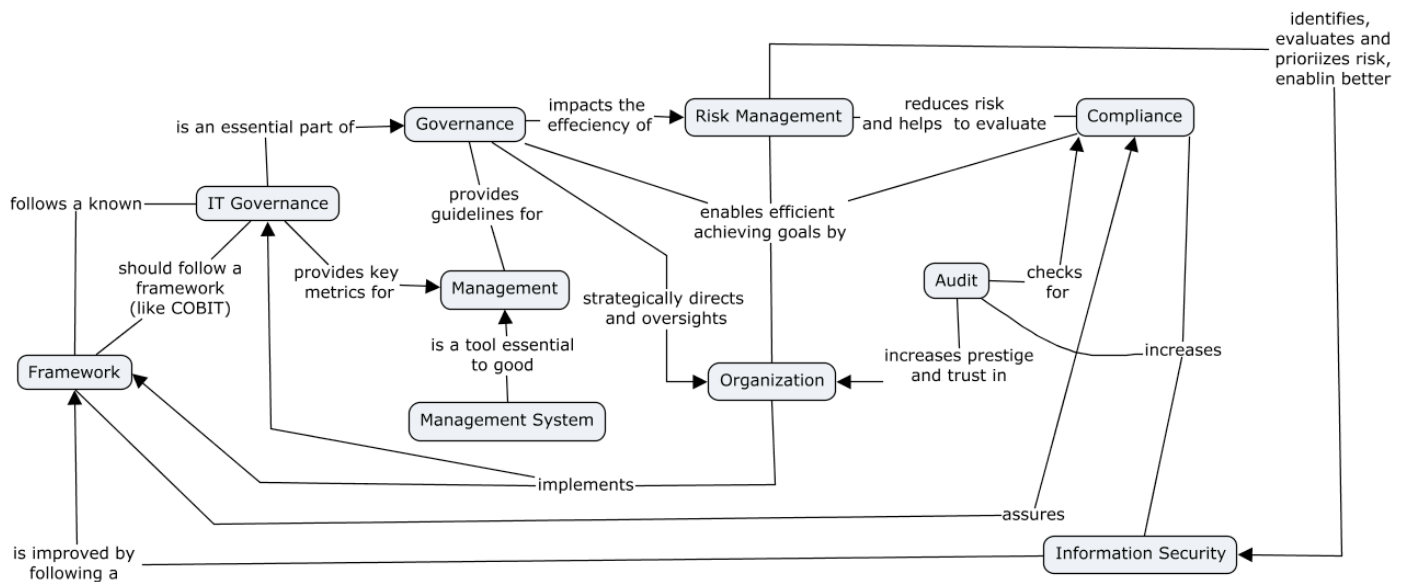 identifies,
evaluates and
prioriizes risk,
enablin better
impacts the
effeciency of
reduces risk
and helps to evaluate
Governance
Risk Management
Compliance
is an essential part of
provides
guidelines for
follows a known
IT Governance
enables efficient
achieving goals by
should follow a
framework
(like COBIT)
provides key
metrics for
Management
Audit
checks
for
strategically directs
and oversights
is a tool essential
to good
increases prestige
and trust in
increases
Framework
Organization
Management System
implements
assures
is improved by
following a
Information Security